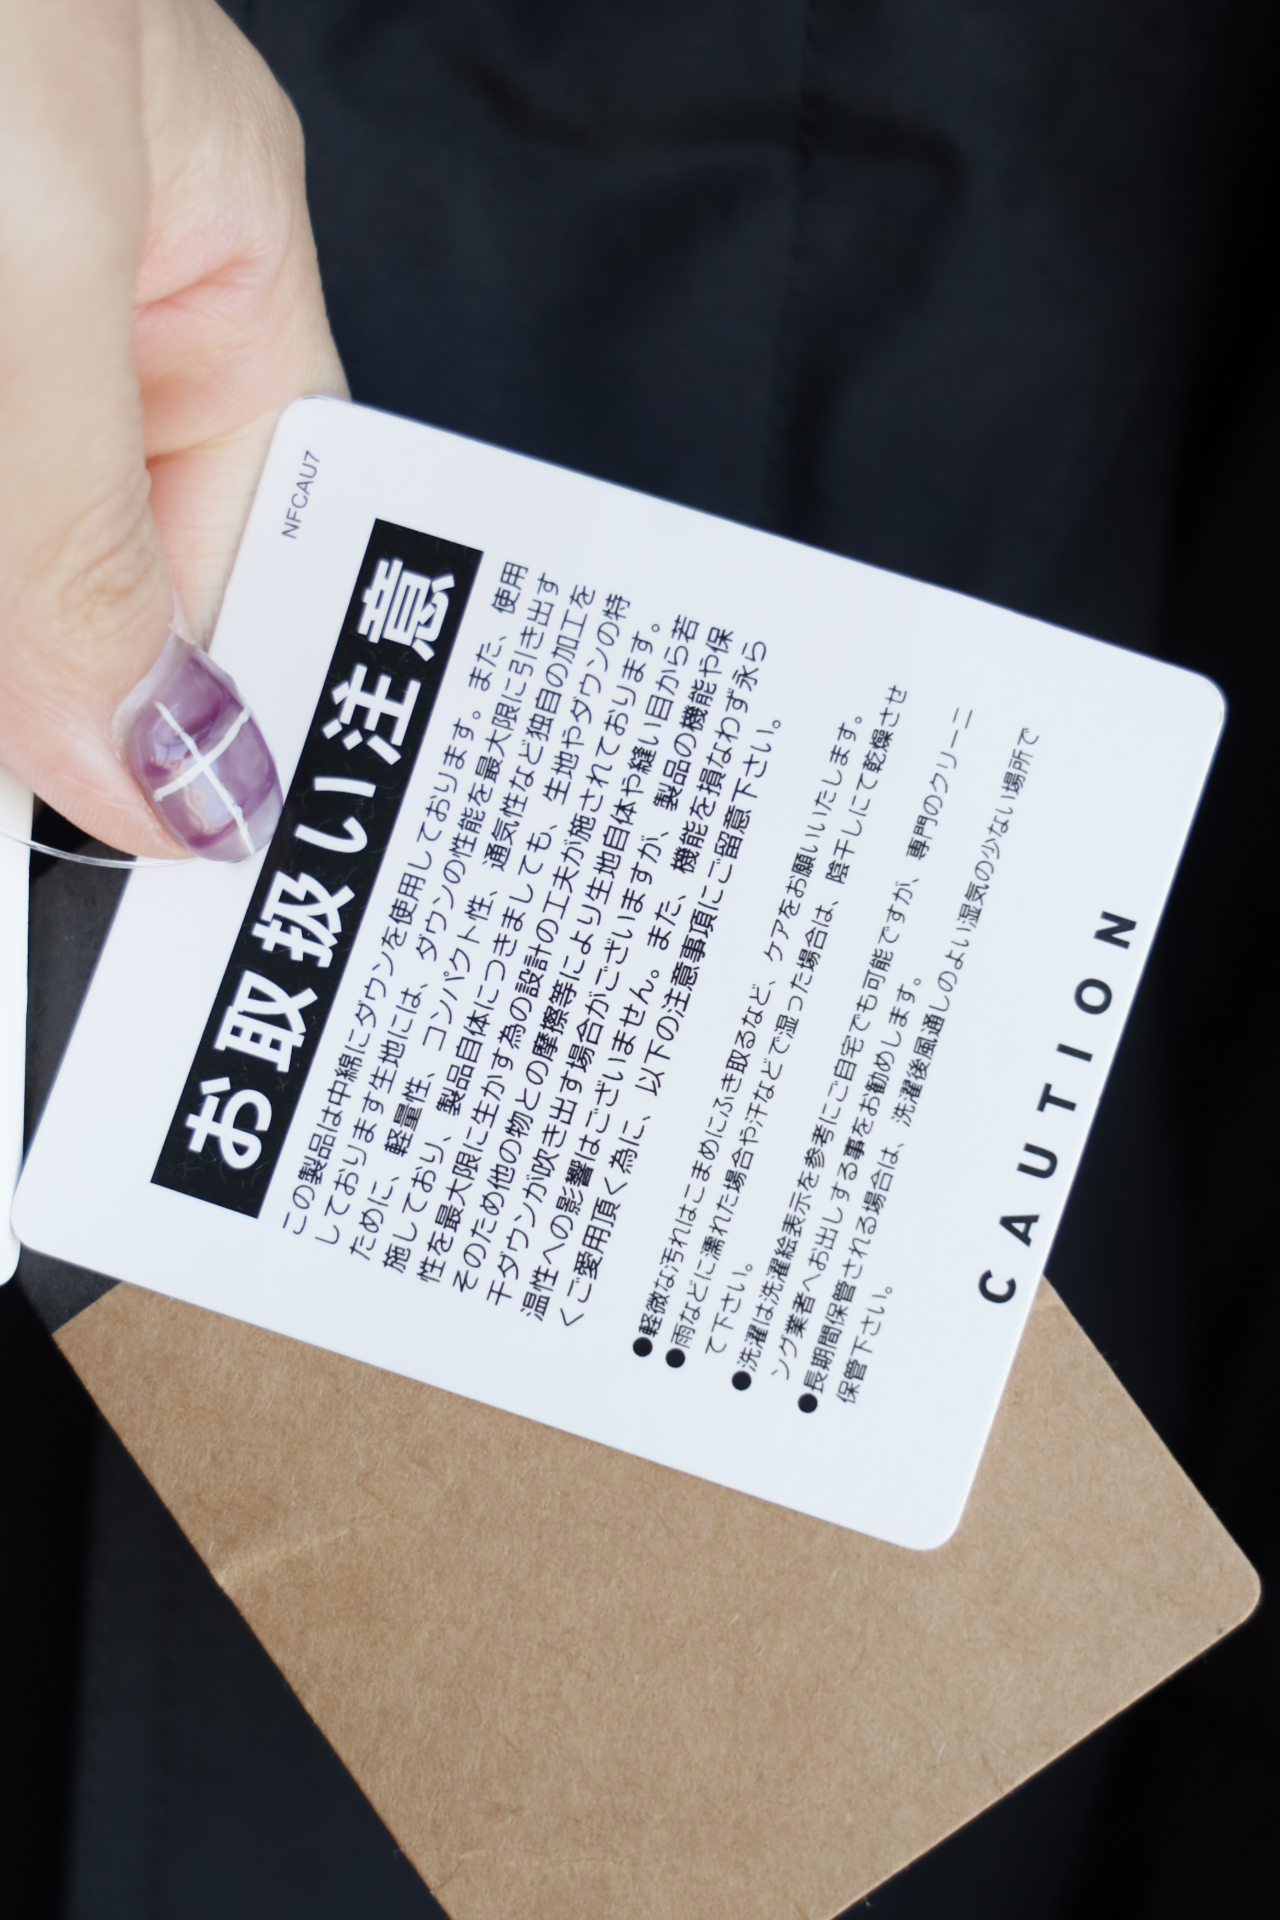 NFCAU7
お取扱い注意
この製品は中綿にダウンを使用しております。また、使用
しております生地には、ダウンの性能を最大限に引き出す
ために、軽量性、コンパクト性、通気性など独自の加工を
施しており、製品自体につきましても、生地やダウンの特
性を最大限に生かす為の設計の工夫が施されております。
そのため他の物との摩擦等により生地自体や縫い目から若
干ダウンが吹き出す場合がございますが、製品の機能や保
温性への影響はございません。また、機能を損なわず永ら
くご愛用頂く為に、以下の注意事項にご留意下さい。
●軽微な汚れはこまめにふき取るなど、ケアをお願いいたします。
●雨などに濡れた場合や汗などで湿った場合は、陰干しにて乾燥させ
て下さい。
●洗濯は洗濯絵表示を参考にご自宅でも可能ですが、専門のクリーニ
ング業者へお出しする事をお勧めします。
●長期間保管される場合は、洗濯後風通しのよい湿気の少ない場所で
保管下さい。
CAUTION